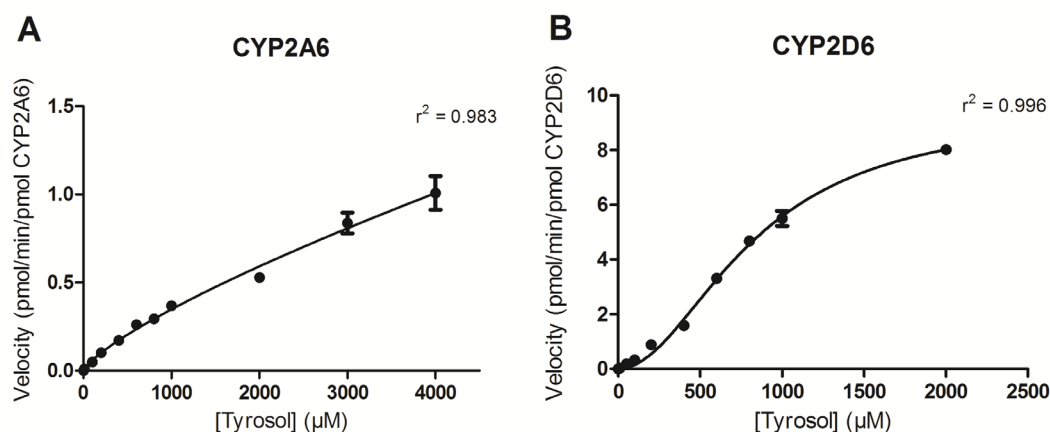 A
CYP2A6
Velocity (pmol/min/pmol CYP2A6)
r² = 0.983
1.5
1.0
0.5
0.0
0 1000 2000 3000 4000
[Tyrosol] (µM)
B
CYP2D6
Velocity (pmol/min/pmol CYP2D6)
r² = 0.996
10
8
6
4
2
0
0 500 1000 1500 2000 2500
[Tyrosol] (µM)